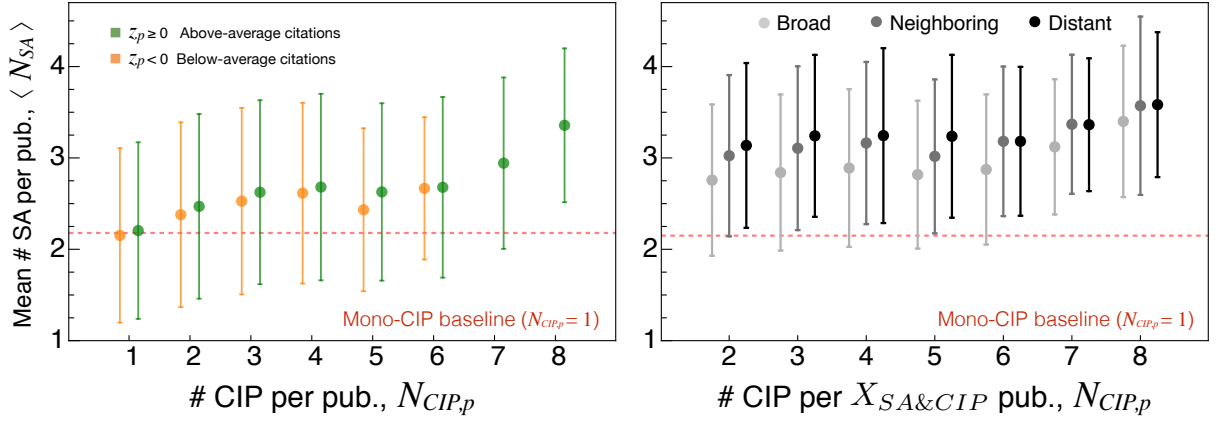 Mean # SA per pub., ⟨ N_SA ⟩
4
3
2
1
z_p ≥ 0 Above-average citations
z_p < 0 Below-average citations
Mono-CIP baseline (N_CIP,p = 1)
1 2 3 4 5 6 7 8
# CIP per pub., N_CIP,p
Broad Neighboring Distant
4
3
2
1
Mono-CIP baseline (N_CIP,p = 1)
2 3 4 5 6 7 8
# CIP per X_SA&CIP pub., N_CIP,p